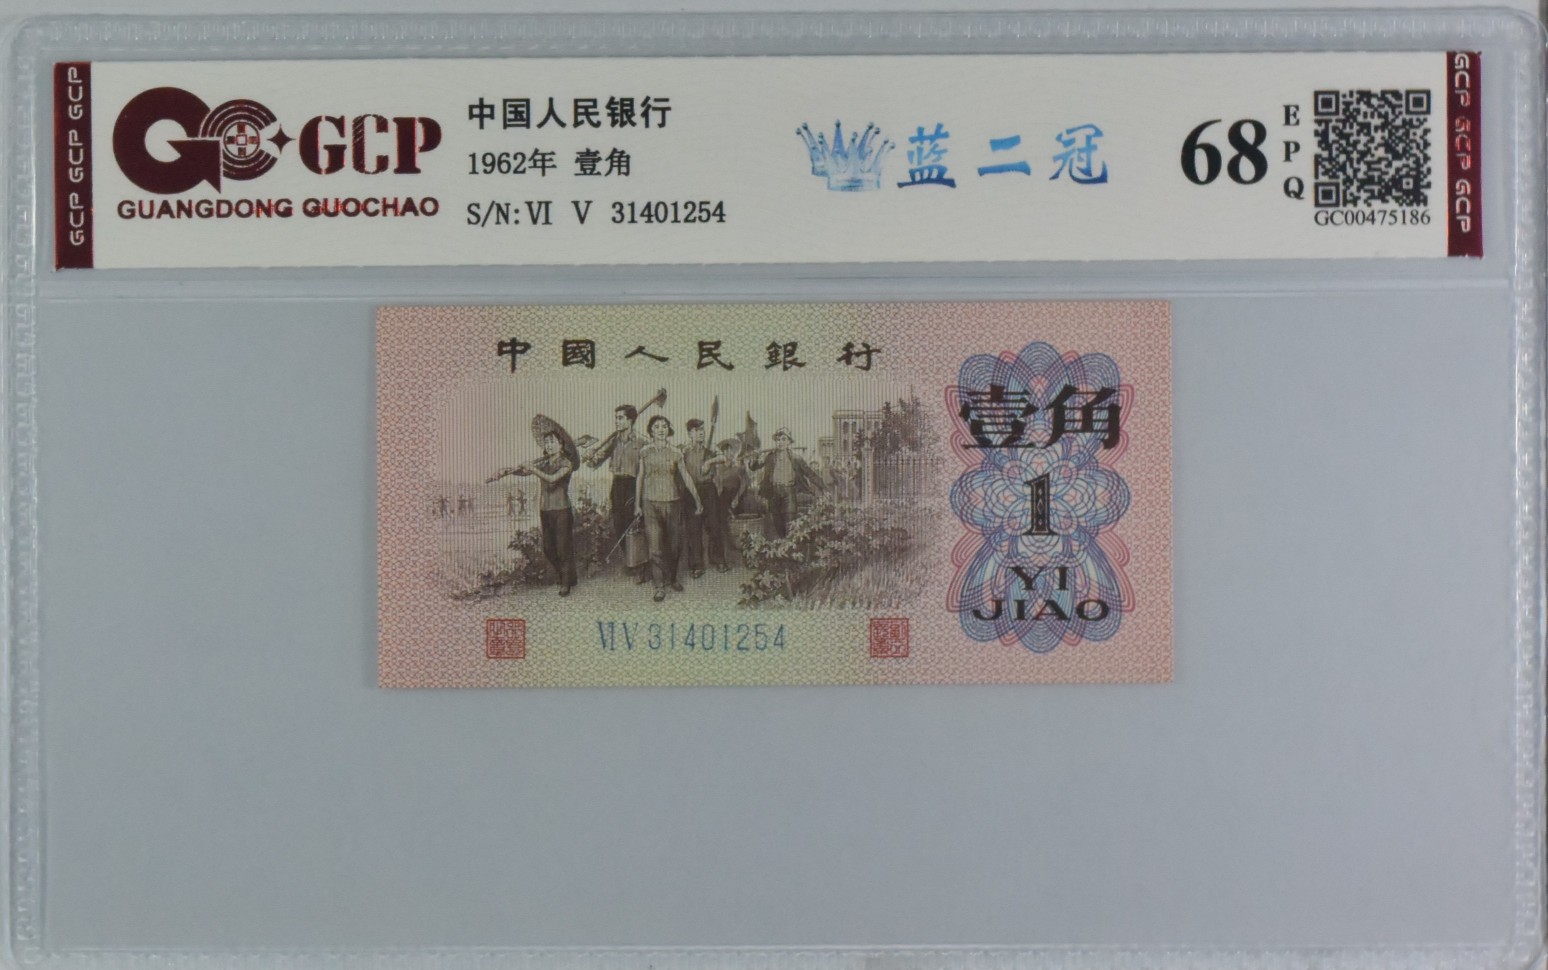 GCP GCP GCP
GCP
GUANGDONG GUOCHAO
中国人民银行
1962年 壹角
S/N: VI V 31401254
蓝二冠
68
EPQ
GC00475186
GCP GCP GCP
中國人民銀行
壹角
1
YI
JIAO
VI V 31401254